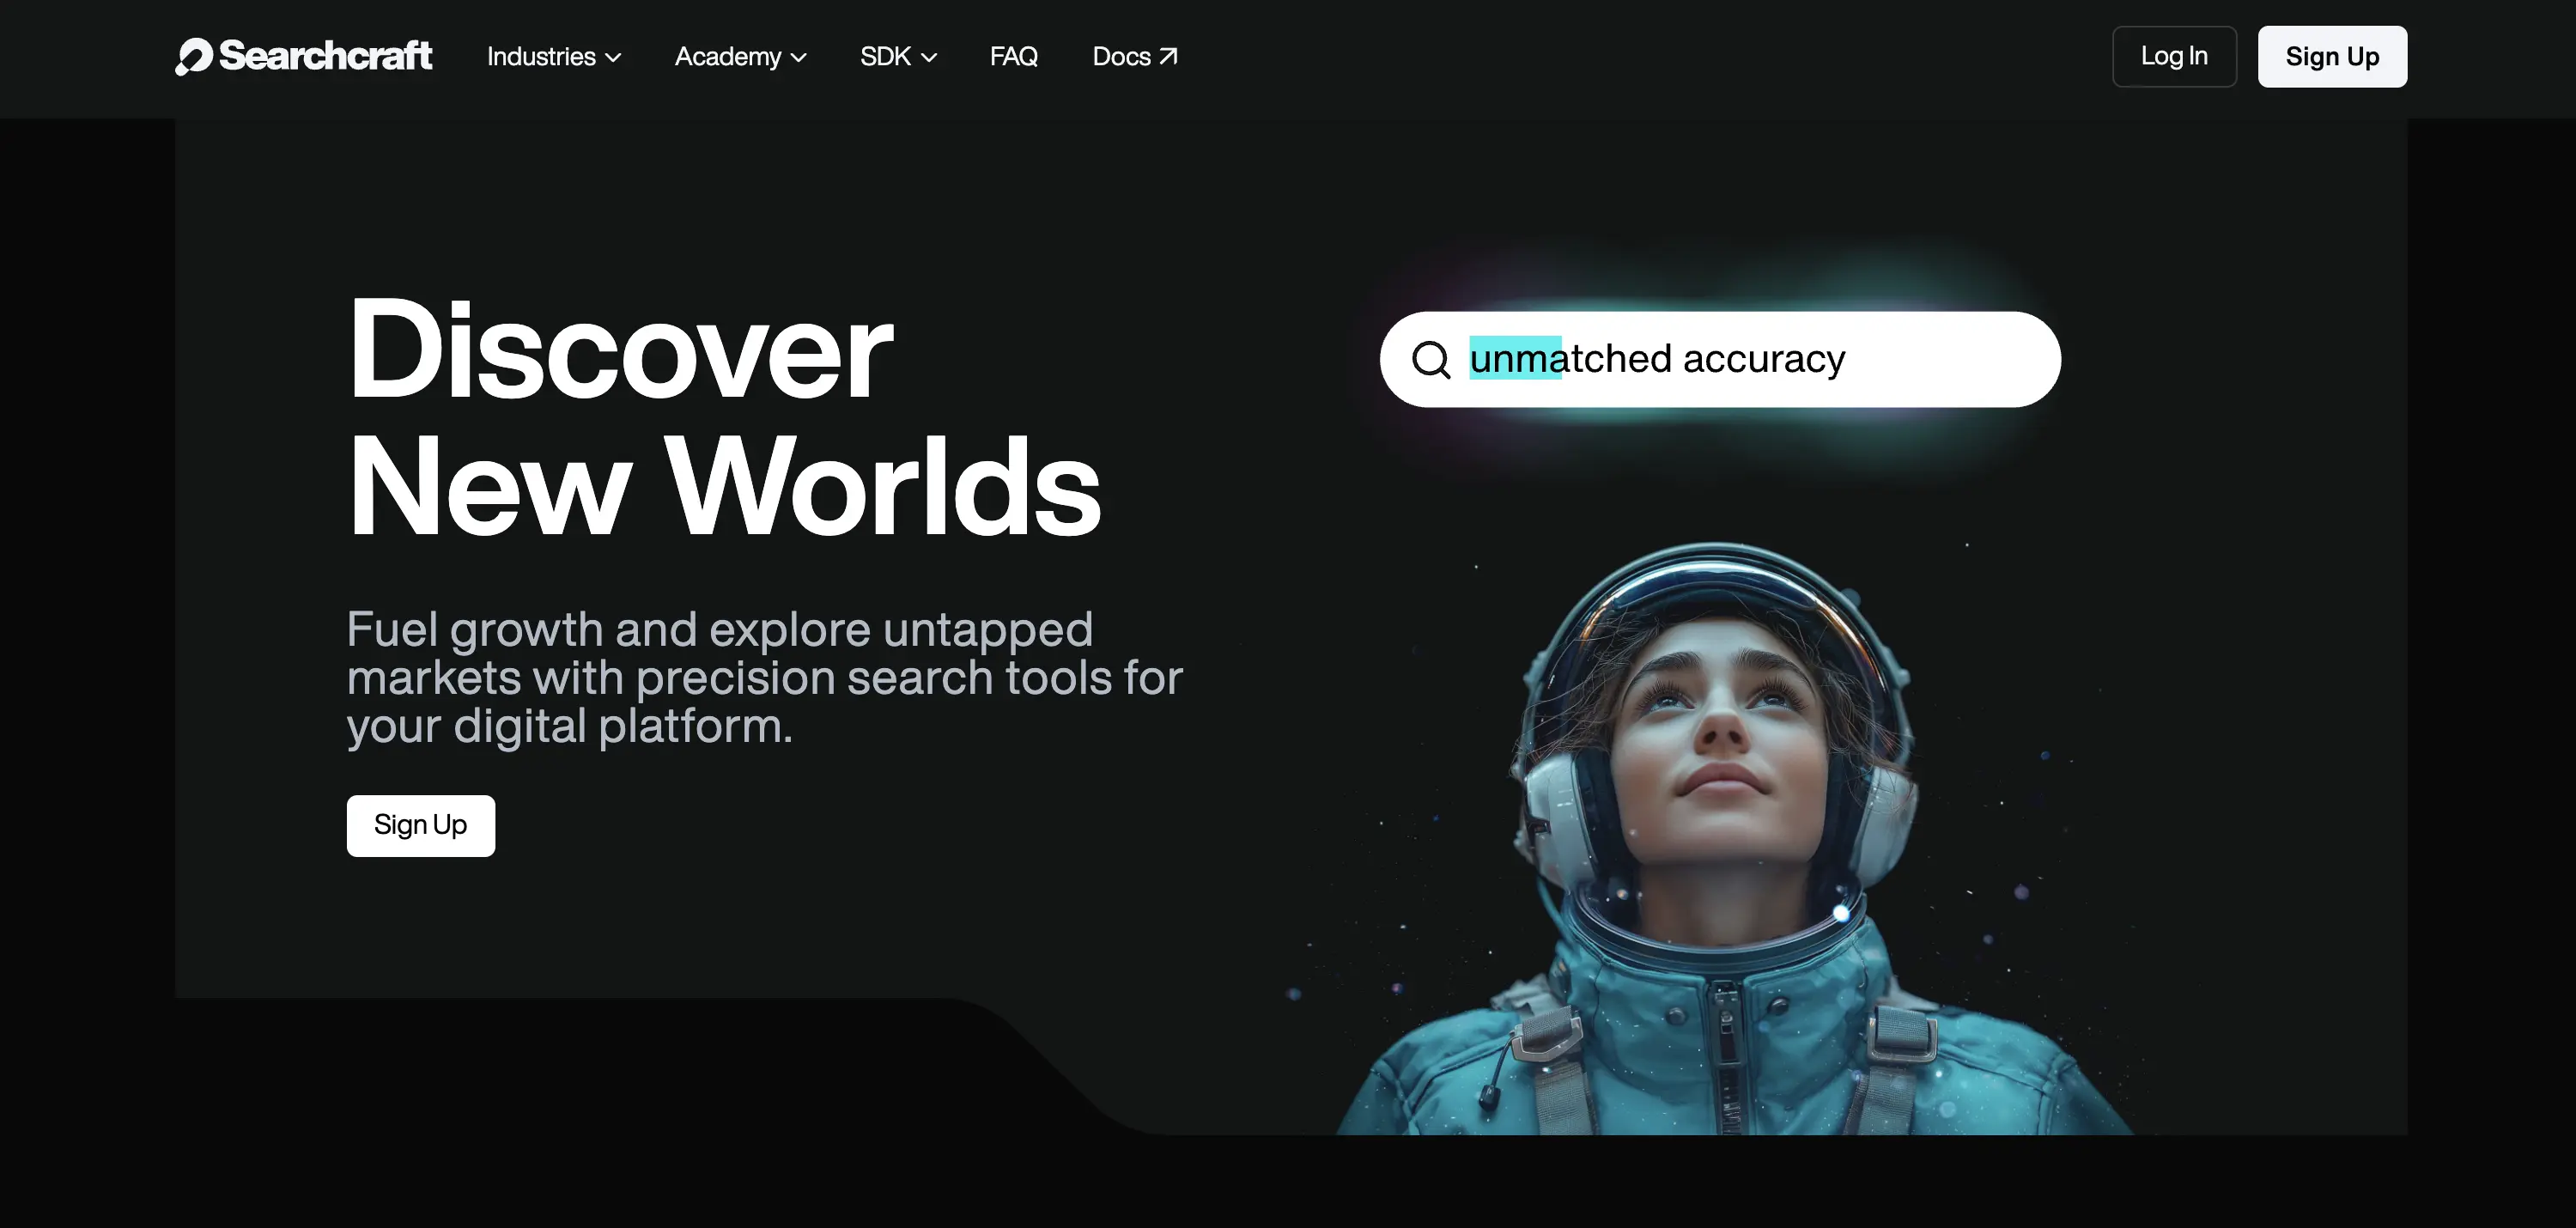 Searchcraft
Industries
Academy
SDK
FAQ
Docs
Log In
Sign Up
Discover
New Worlds
Fuel growth and explore untapped
markets with precision search tools for
your digital platform.
Sign Up
unmatched accuracy